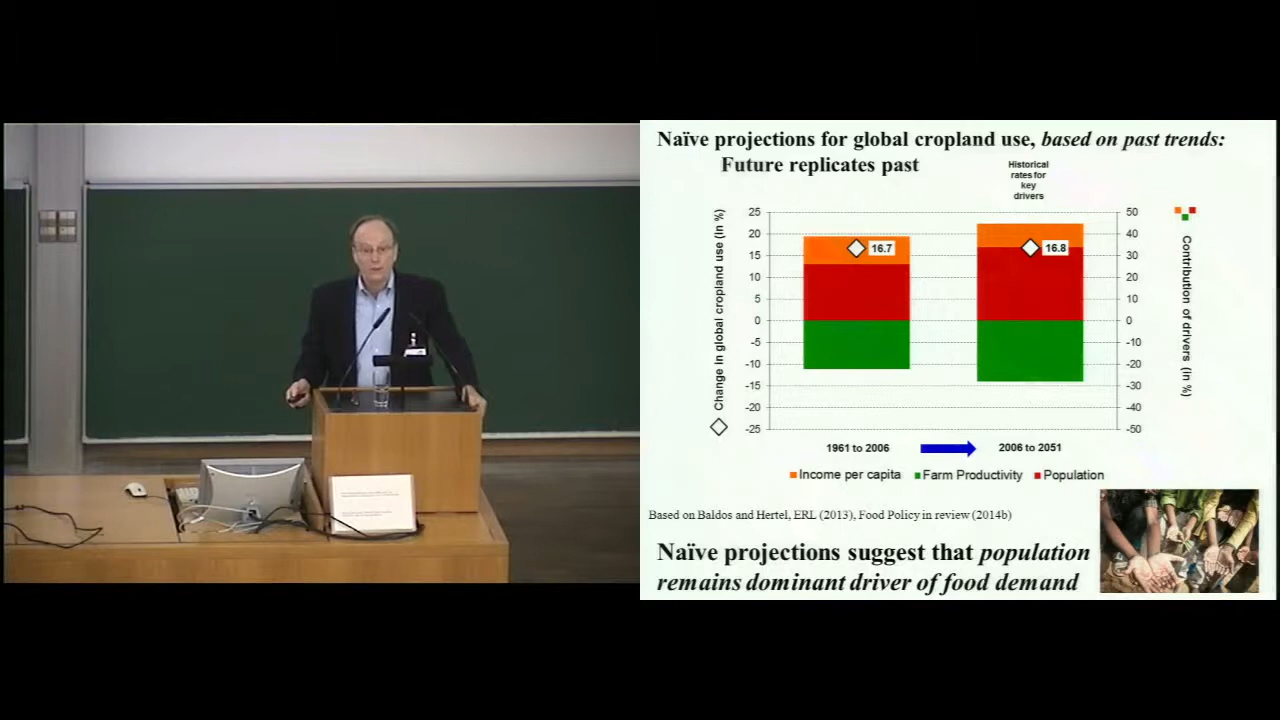 Naïve projections for global cropland use, based on past trends:
Future replicates past
Historical
rates for
key
drivers
Change in global cropland use (in %)
25
20
15
10
5
0
-5
-10
-15
-20
-25
16.7
16.8
50
40
30
20
10
0
-10
-20
-30
-40
-50
Contribution of drivers (in %)
1961 to 2006
2006 to 2051
Income per capita
Farm Productivity
Population
Based on Baldos and Hertel, ERL (2013), Food Policy in review (2014b)
Naïve projections suggest that population
remains dominant driver of food demand